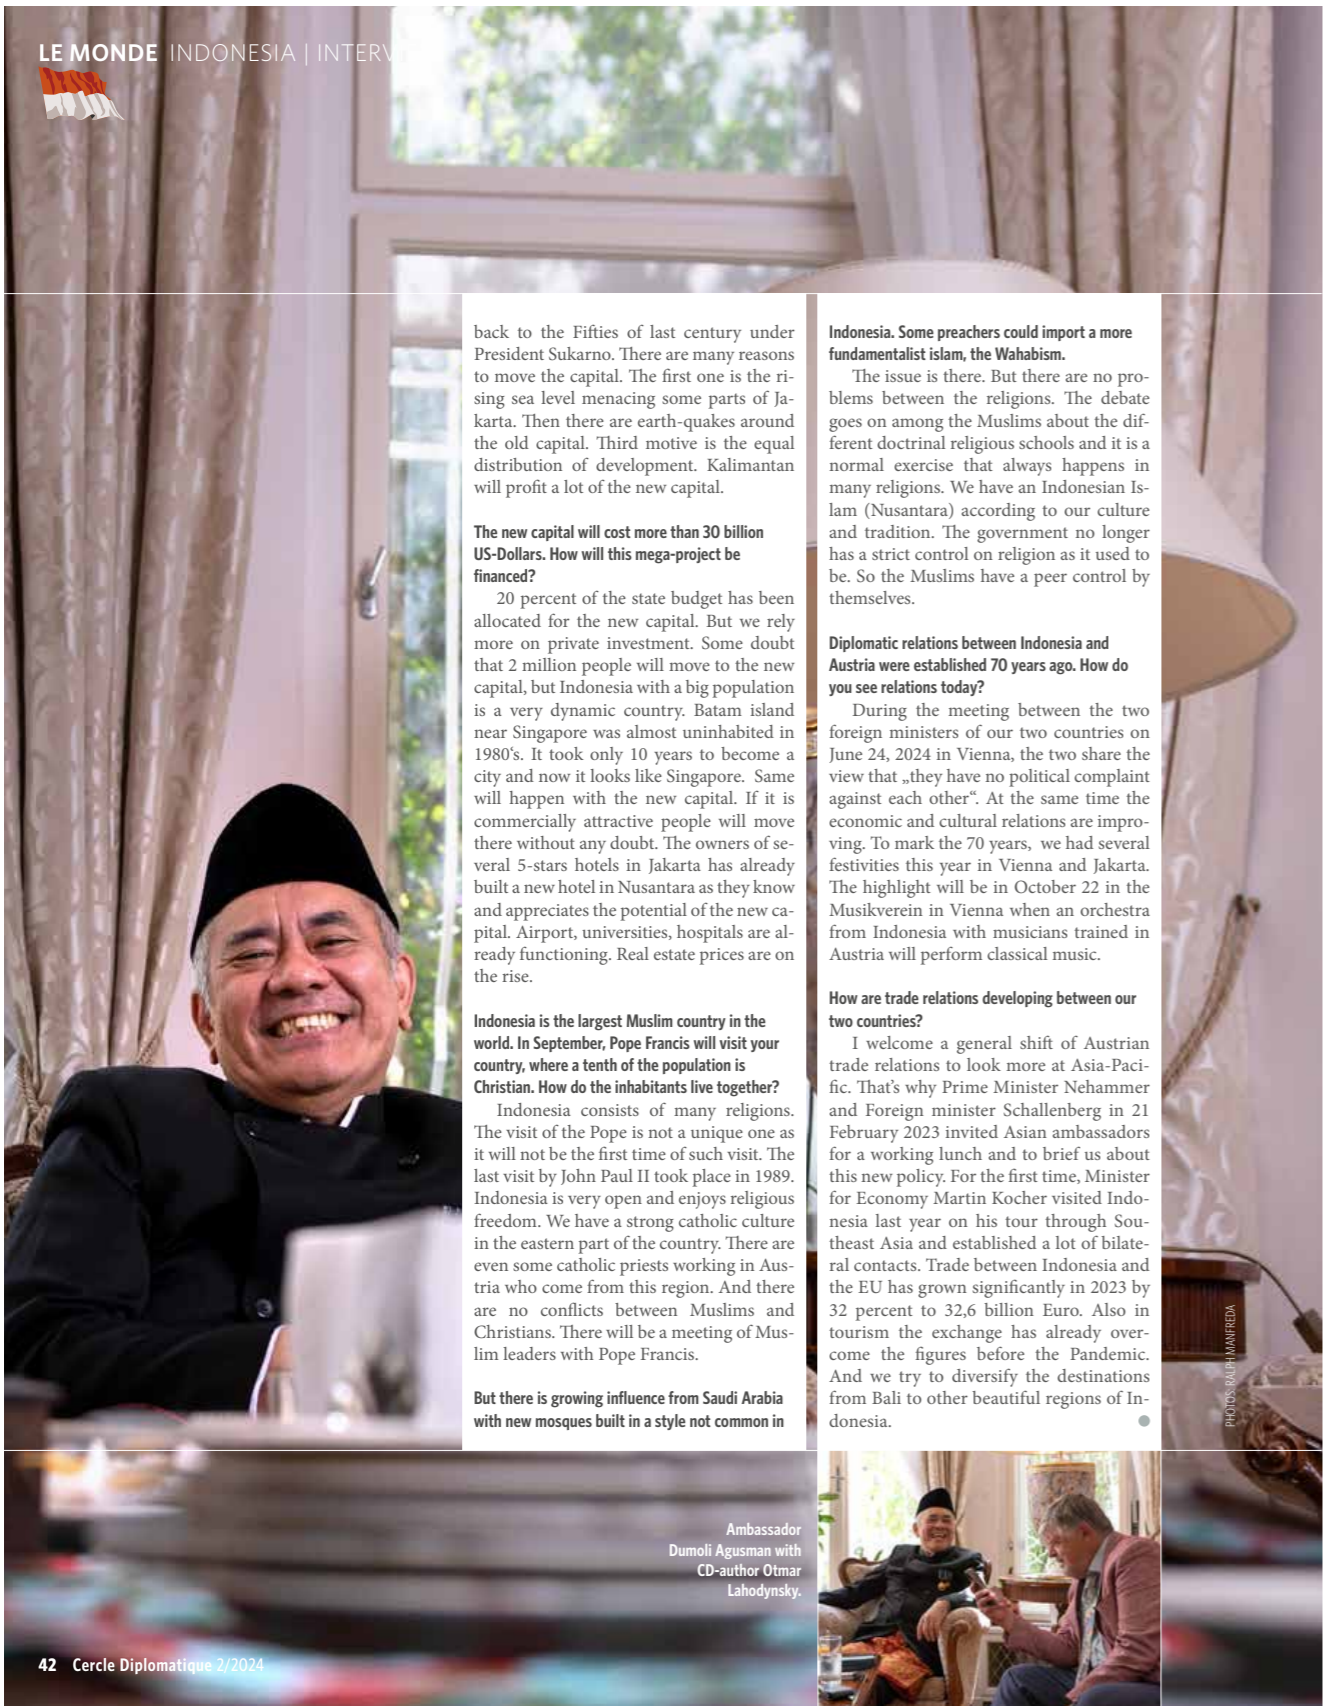 LE MONDE INDONESIA | INTERV
back to the Fifties of last century under
President Sukarno. There are many reasons
to move the capital. The first one is the ri-
sing sea level menacing some parts of Ja-
karta. Then there are earth-quakes around
the old capital. Third motive is the equal
distribution of development. Kalimantan
will profit a lot of the new capital.
The new capital will cost more than 30 billion
US-Dollars. How will this mega-project be
financed?
20 percent of the state budget has been
allocated for the new capital. But we rely
more on private investment. Some doubt
that 2 million people will move to the new
capital, but Indonesia with a big population
is a very dynamic country. Batam island
near Singapore was almost uninhabited in
1980‘s. It took only 10 years to become a
city and now it looks like Singapore. Same
will happen with the new capital. If it is
commercially attractive people will move
there without any doubt. The owners of se-
veral 5-stars hotels in Jakarta has already
built a new hotel in Nusantara as they know
and appreciates the potential of the new ca-
pital. Airport, universities, hospitals are al-
ready functioning. Real estate prices are on
the rise.
Indonesia is the largest Muslim country in the
world. In September, Pope Francis will visit your
country, where a tenth of the population is
Christian. How do the inhabitants live together?
Indonesia consists of many religions.
The visit of the Pope is not a unique one as
it will not be the first time of such visit. The
last visit by John Paul II took place in 1989.
Indonesia is very open and enjoys religious
freedom. We have a strong catholic culture
in the eastern part of the country. There are
even some catholic priests working in Aus-
tria who come from this region. And there
are no conflicts between Muslims and
Christians. There will be a meeting of Mus-
lim leaders with Pope Francis.
But there is growing influence from Saudi Arabia
with new mosques built in a style not common in
Indonesia. Some preachers could import a more
fundamentalist islam, the Wahabism.
The issue is there. But there are no pro-
blems between the religions. The debate
goes on among the Muslims about the dif-
ferent doctrinal religious schools and it is a
normal exercise that always happens in
many religions. We have an Indonesian Is-
lam (Nusantara) according to our culture
and tradition. The government no longer
has a strict control on religion as it used to
be. So the Muslims have a peer control by
themselves.
Diplomatic relations between Indonesia and
Austria were established 70 years ago. How do
you see relations today?
During the meeting between the two
foreign ministers of our two countries on
June 24, 2024 in Vienna, the two share the
view that „they have no political complaint
against each other“. At the same time the
economic and cultural relations are impro-
ving. To mark the 70 years, we had several
festivities this year in Vienna and Jakarta.
The highlight will be in October 22 in the
Musikverein in Vienna when an orchestra
from Indonesia with musicians trained in
Austria will perform classical music.
How are trade relations developing between our
two countries?
I welcome a general shift of Austrian
trade relations to look more at Asia-Paci-
fic. That's why Prime Minister Nehammer
and Foreign minister Schallenberg in 21
February 2023 invited Asian ambassadors
for a working lunch and to brief us about
this new policy. For the first time, Minister
for Economy Martin Kocher visited Indo-
nesia last year on his tour through Sou-
theast Asia and established a lot of bilate-
ral contacts. Trade between Indonesia and
the EU has grown significantly in 2023 by
32 percent to 32,6 billion Euro. Also in
tourism the exchange has already over-
come the figures before the Pandemic.
And we try to diversify the destinations
from Bali to other beautiful regions of In-
donesia.
PHOTOS: RALPH MANFREDA
Ambassador
Dumoli Agusman with
CD-author Otmar
Lahodynsky.
42 Cercle Diplomatique 2/2024